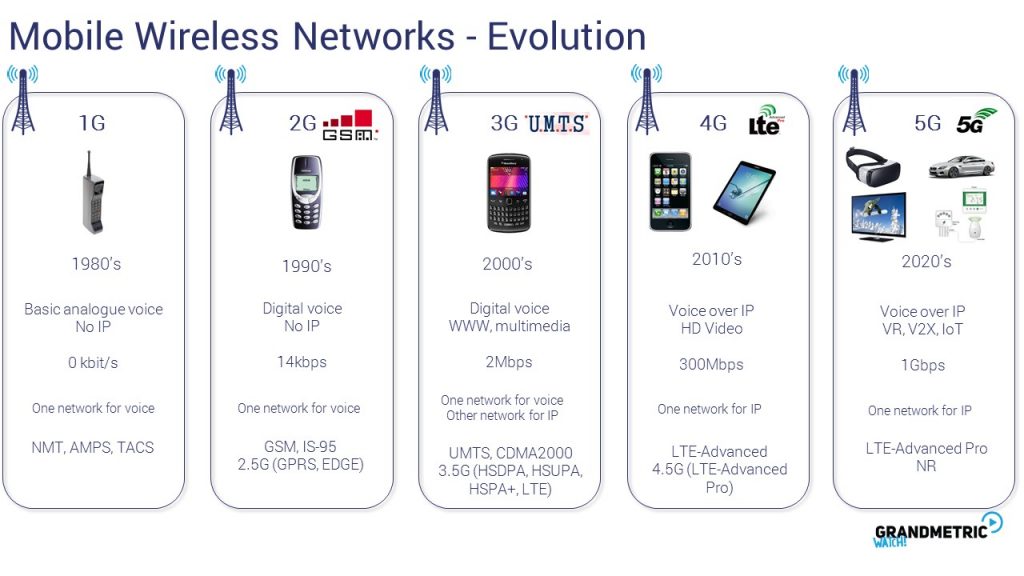 Mobile Wireless Networks - Evolution
1G
1980's
Basic analogue voice
No IP
0 kbit/s
One network for voice
NMT, AMPS, TACS
2G
GSM
1990's
Digital voice
No IP
14kbps
One network for voice
GSM, IS-95
2.5G (GPRS, EDGE)
3G
U.M.T.S
2000's
Digital voice
WWW, multimedia
2Mbps
One network for voice
Other network for IP
UMTS, CDMA2000
3.5G (HSDPA, HSUPA,
HSPA+, LTE)
4G
lte
Advanced
Pro
2010's
Voice over IP
HD Video
300Mbps
One network for IP
LTE-Advanced
4.5G (LTE-Advanced
Pro)
5G
5G
2020's
Voice over IP
VR, V2X, IoT
1Gbps
One network for IP
LTE-Advanced Pro
NR
GRANDMETRIC
WATCH!